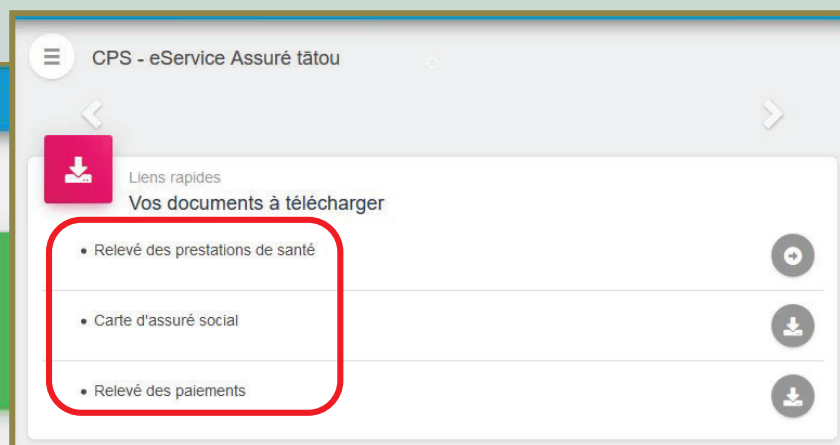 CPS - eService Assuré tātou
Liens rapides
Vos documents à télécharger
• Relevé des prestations de santé
• Carte d'assuré social
• Relevé des paiements